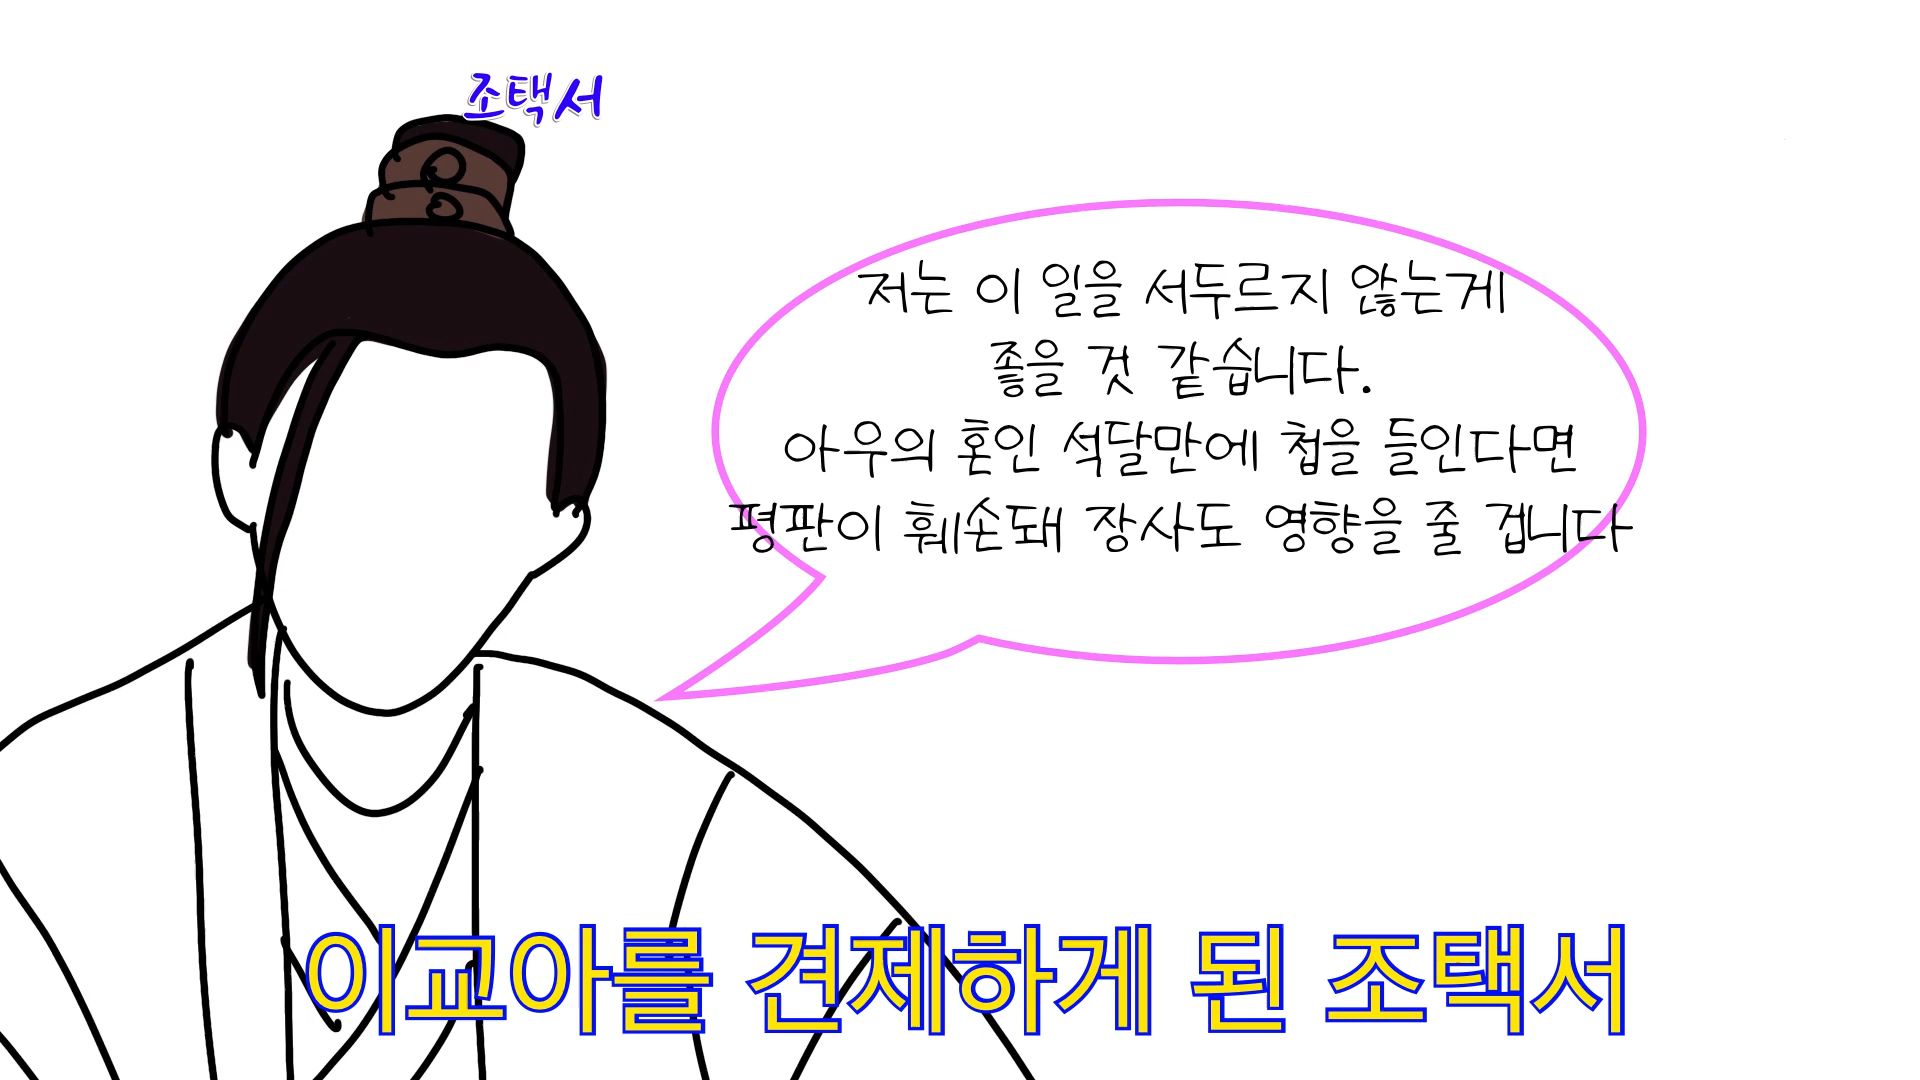 조택서
저는 이 일을 서두르지 않는게
좋을 것 같습니다.
아우의 혼인 석달만에 첩을 들인다면
평판이 훼손돼 장사도 영향을 줄 겁니다
이교아를 견제하게 된 조택서